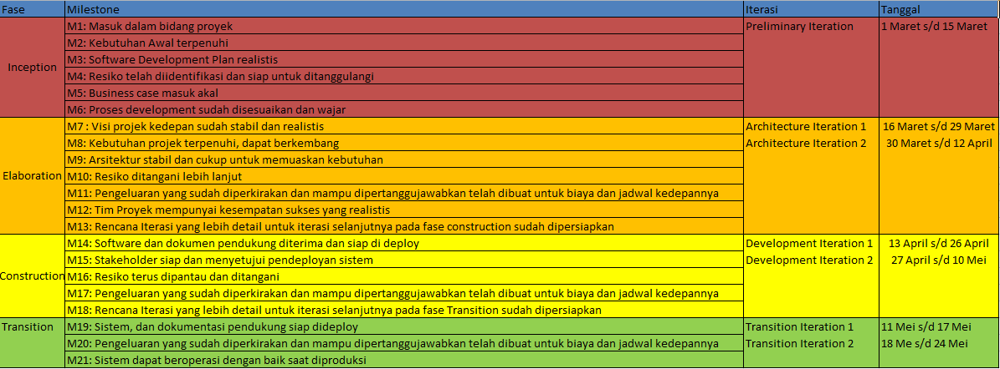 Fase Milestone Iterasi Tanggal
M1: Masuk dalam bidang proyek Preliminary Iteration 1 Maret s/d 15 Maret
M2: Kebutuhan Awal terpenuhi
M3: Software Development Plan realistis
Inception
M4: Resiko telah diidentifikasi dan siap untuk ditanggulangi
M5: Business case masuk akal
M6: Proses development sudah disesuaikan dan wajar
M7 : Visi projek kedepan sudah stabil dan realistis Architecture Iteration 1 16 Maret s/d 29 Maret
M8: Kebutuhan projek terpenuhi, dapat berkembang Architecture Iteration 2 30 Maret s/d 12 April
M9: Arsitektur stabil dan cukup untuk memuaskan kebutuhan
Elaboration M10: Resiko ditangani lebih lanjut
M11: Pengeluaran yang sudah diperkirakan dan mampu dipertanggujawabkan telah dibuat untuk biaya dan jadwal kedepannya
M12: Tim Proyek mempunyai kesempatan sukses yang realistis
M13: Rencana Iterasi yang lebih detail untuk iterasi selanjutnya pada fase construction sudah dipersiapkan
M14: Software dan dokumen pendukung diterima dan siap di deploy Development Iteration 1 13 April s/d 26 April
M15: Stakeholder siap dan menyetujui pendeployan sistem Development Iteration 2 27 April s/d 10 Mei
Construction M16: Resiko terus dipantau dan ditangani
M17: Pengeluaran yang sudah diperkirakan dan mampu dipertanggujawabkan telah dibuat untuk biaya dan jadwal kedepannya
M18: Rencana Iterasi yang lebih detail untuk iterasi selanjutnya pada fase Transition sudah dipersiapkan
Transition M19: Sistem, dan dokumentasi pendukung siap dideploy Transition Iteration 1 11 Mei s/d 17 Mei
M20: Pengeluaran yang sudah diperkirakan dan mampu dipertanggujawabkan telah dibuat untuk biaya dan jadwal kedepannya Transition Iteration 2 18 Me s/d 24 Mei
M21: Sistem dapat beroperasi dengan baik saat diproduksi